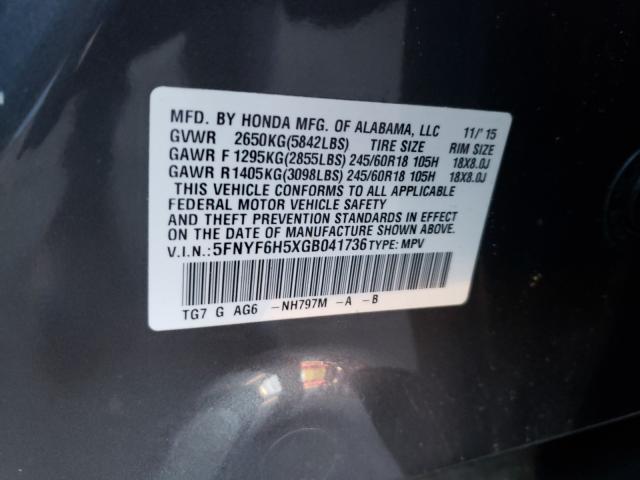 MFD. BY HONDA MFG. OF ALABAMA, LLC 11/'15
GVWR 2650KG(5842LBS) TIRE SIZE RIM SIZE
GAWR F 1295KG(2855LBS) 245/60R18 105H 18X8.0J
GAWR R1405KG(3098LBS) 245/60R18 105H 18X8.0J
THIS VEHICLE CONFORMS TO ALL APPLICABLE
FEDERAL MOTOR VEHICLE SAFETY
AND THEFT PREVENTION STANDARDS IN EFFECT
ON THE DATE OF MANUFACTURE SHOWN ABOVE.
V.I.N.:5FNYF6H5XGB041736 TYPE: MPV
TG7 G AG6 -NH797M -A -B